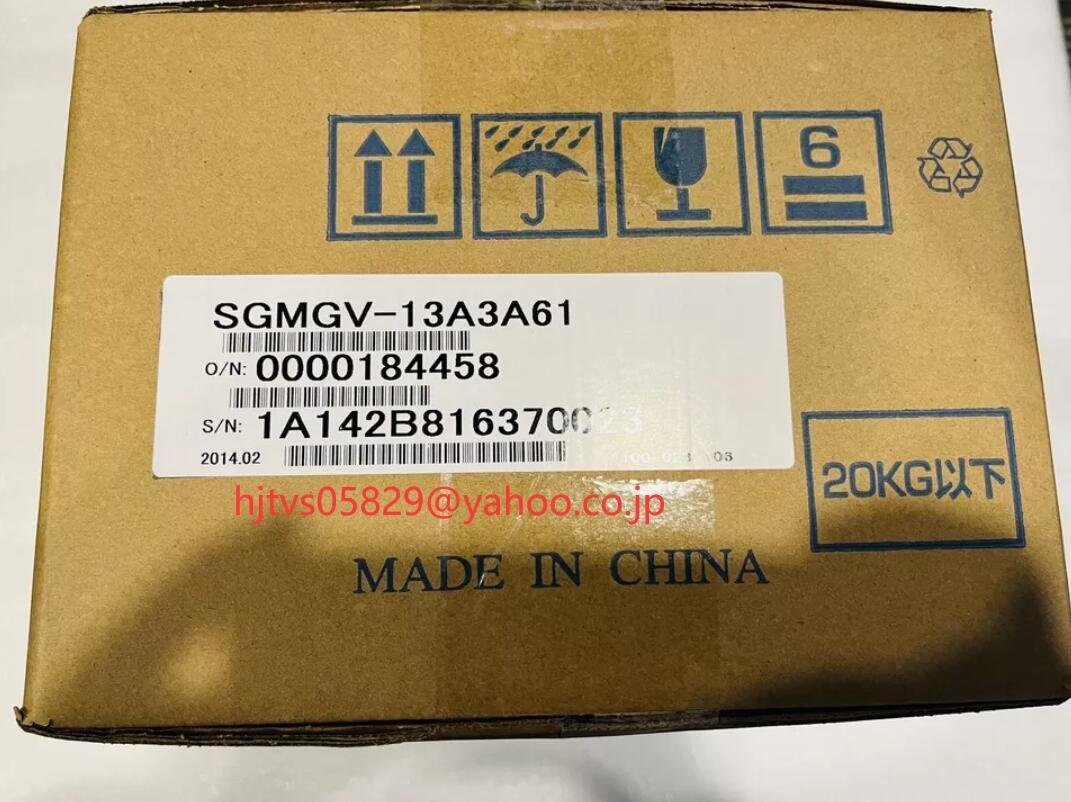 6
SGMGV-13A3A61
O/N: 0000184458
S/N: 1A142B816370023
2014.02
hjtvs05829@yahoo.co.jp
20KG以下
MADE IN CHINA